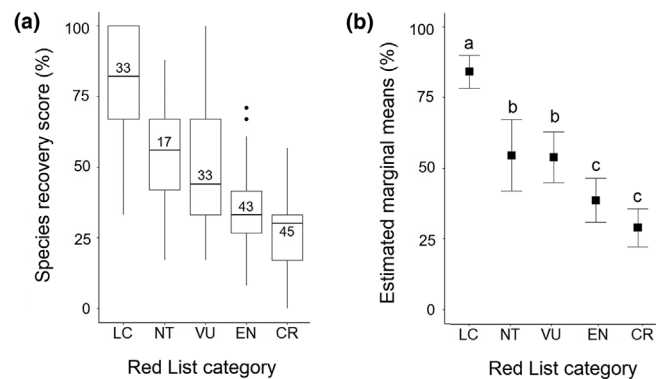 (a)
Species recovery score (%)
100
75
50
25
0
33
17
33
43
45
LC NT VU EN CR
Red List category
(b)
Estimated marginal means (%)
100
75
50
25
0
a
b
b
c
c
LC NT VU EN CR
Red List category